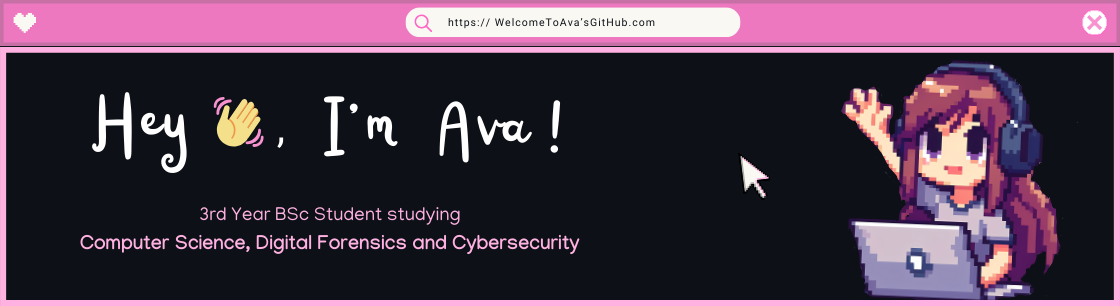 https:// WelcomeToAva'sGitHub.com
Hey 👋, I'm Ava!
3rd Year BSc Student studying
Computer Science, Digital Forensics and Cybersecurity